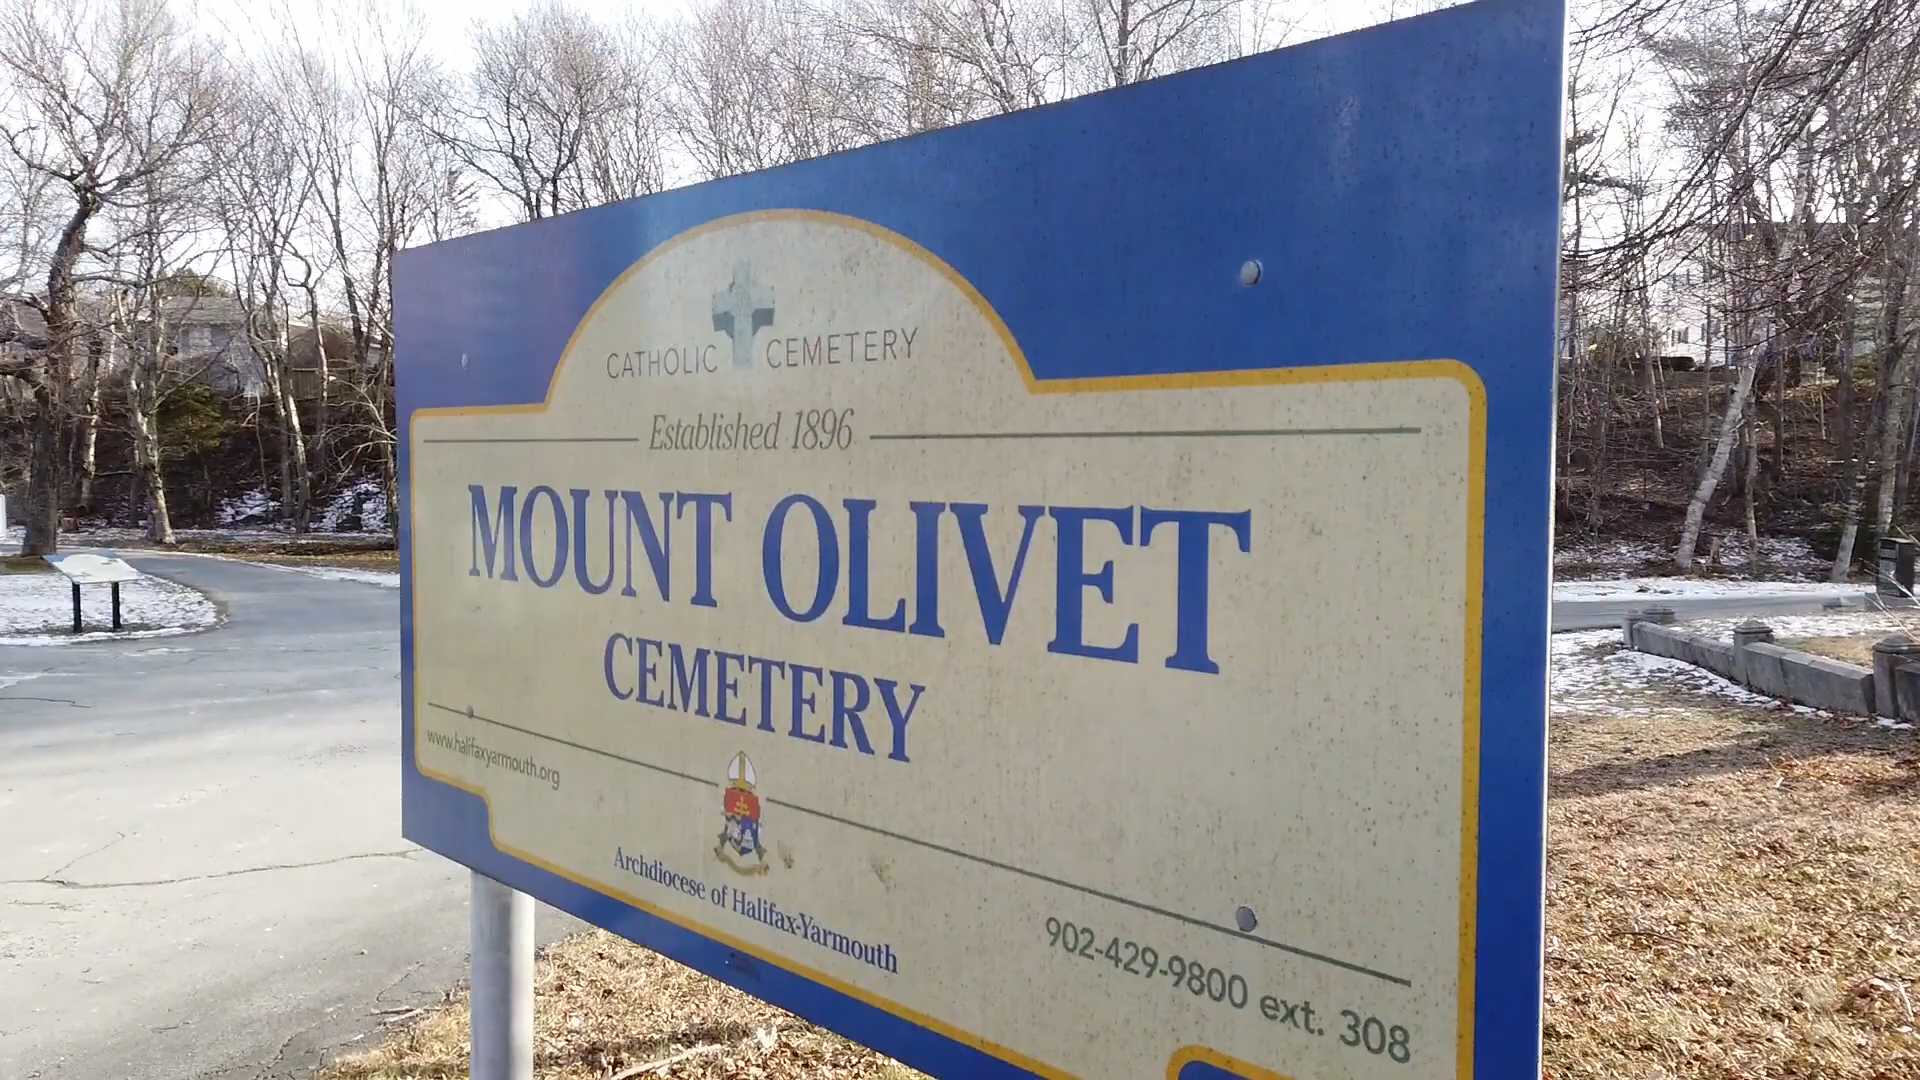 CATHOLIC CEMETERY
Established 1896
MOUNT OLIVET
CEMETERY
www.halifaxyarmouth.org
Archdiocese of Halifax-Yarmouth
902-429-9800 ext. 308